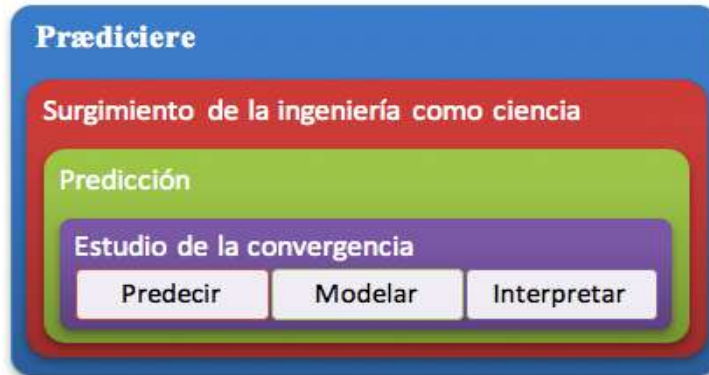 Prædiciere
Surgimiento de la ingeniería como ciencia
Predicción
Estudio de la convergencia
Predecir Modelar Interpretar